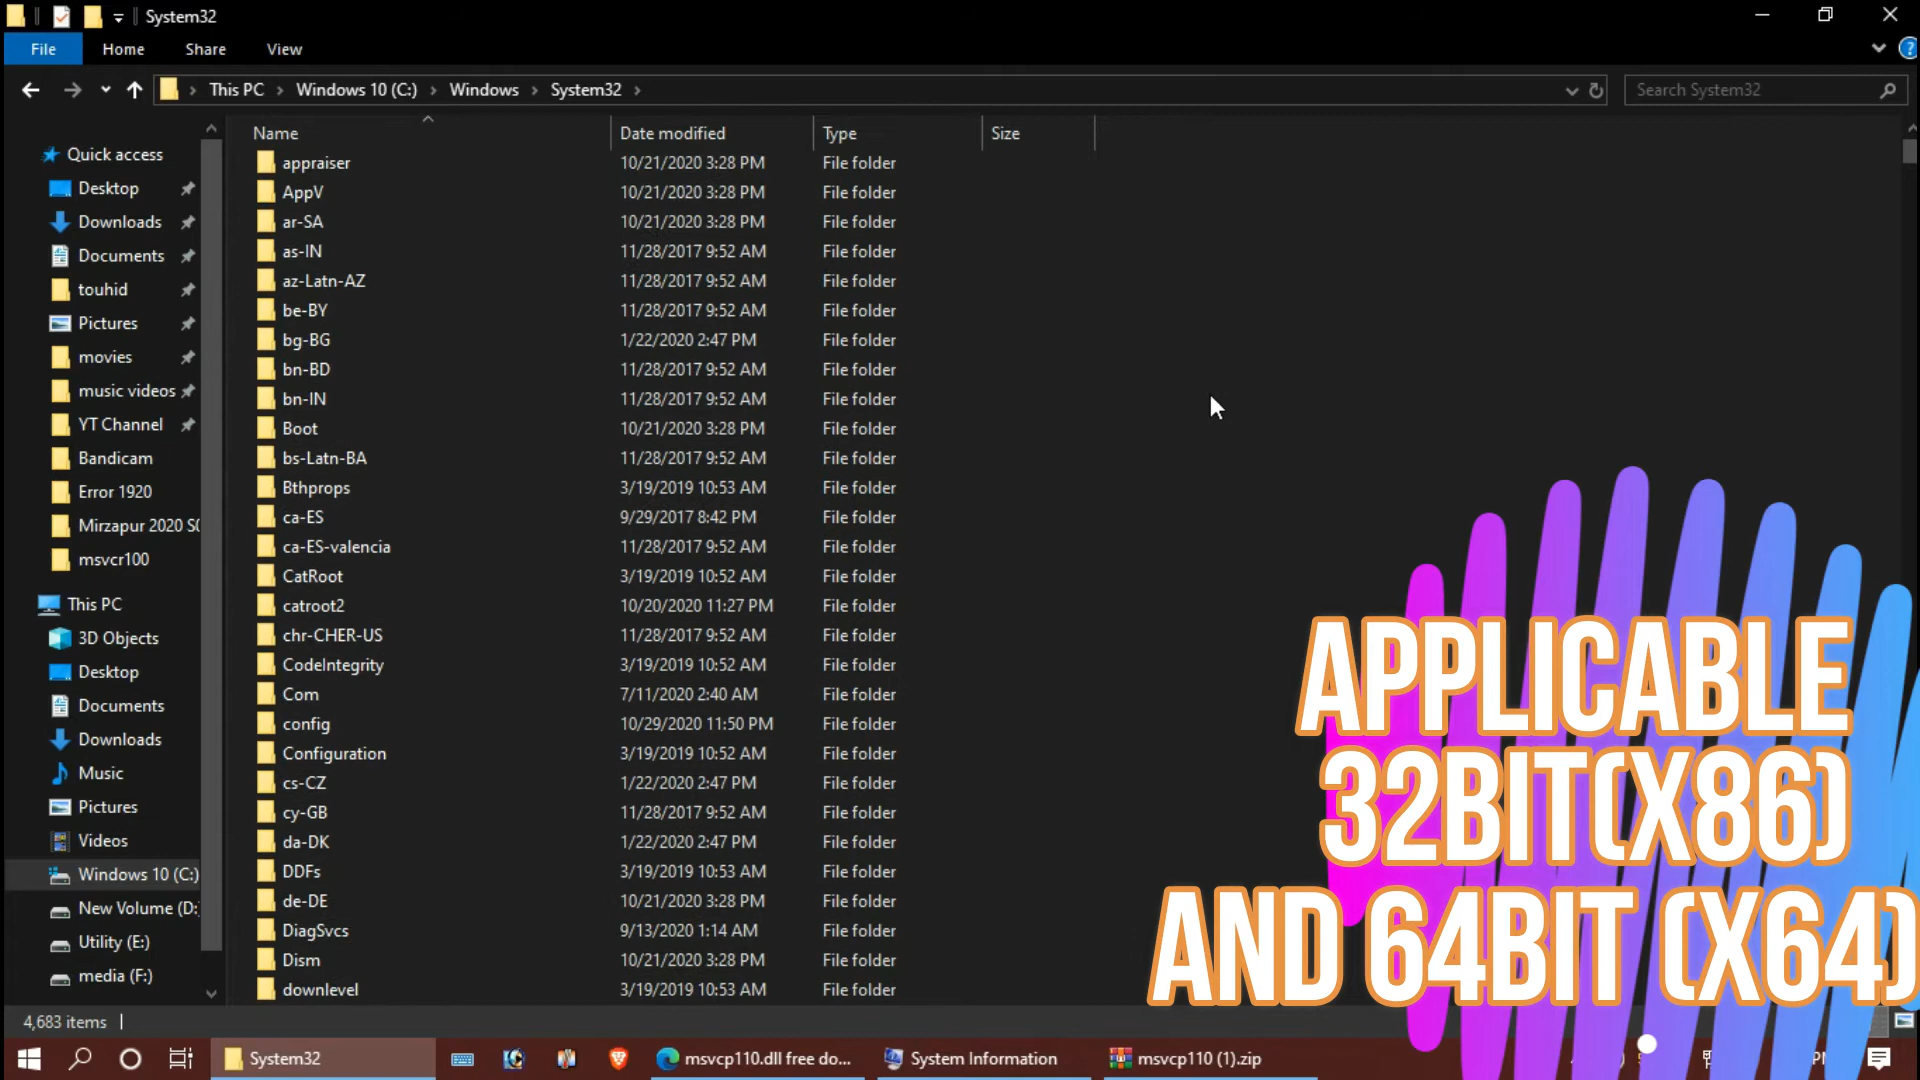 System32
File Home Share View
This PC > Windows 10 (C:) > Windows > System32 >
Search System32
Quick access
Desktop
Downloads
Documents
touhid
Pictures
movies
music videos
YT Channel
Bandicam
Error 1920
Mirzapur 2020 S
msvcr100
This PC
3D Objects
Desktop
Documents
Downloads
Music
Pictures
Videos
Windows 10 (C:)
New Volume (D:
Utility (E:)
media (F:)
Name Date modified Type Size
appraiser 10/21/2020 3:28 PM File folder
AppV 10/21/2020 3:28 PM File folder
ar-SA 10/21/2020 3:28 PM File folder
as-IN 11/28/2017 9:52 AM File folder
az-Latn-AZ 11/28/2017 9:52 AM File folder
be-BY 11/28/2017 9:52 AM File folder
bg-BG 1/22/2020 2:47 PM File folder
bn-BD 11/28/2017 9:52 AM File folder
bn-IN 11/28/2017 9:52 AM File folder
Boot 10/21/2020 3:28 PM File folder
bs-Latn-BA 11/28/2017 9:52 AM File folder
Bthprops 3/19/2019 10:53 AM File folder
ca-ES 9/29/2017 8:42 PM File folder
ca-ES-valencia 11/28/2017 9:52 AM File folder
CatRoot 3/19/2019 10:52 AM File folder
catroot2 10/20/2020 11:27 PM File folder
chr-CHER-US 11/28/2017 9:52 AM File folder
CodeIntegrity 3/19/2019 10:52 AM File folder
Com 7/11/2020 2:40 AM File folder
config 10/29/2020 11:50 PM File folder
Configuration 3/19/2019 10:52 AM File folder
cs-CZ 1/22/2020 2:47 PM File folder
cy-GB 11/28/2017 9:52 AM File folder
da-DK 1/22/2020 2:47 PM File folder
DDFs 3/19/2019 10:53 AM File folder
de-DE 10/21/2020 3:28 PM File folder
DiagSvcs 9/13/2020 1:14 AM File folder
Dism 10/21/2020 3:28 PM File folder
downlevel 3/19/2019 10:53 AM File folder
APPLICABLE
32BIT(X86)
AND 64BIT (X64)
4,683 items
System32
msvcp110.dll free do...
System Information
msvcp110 (1).zip